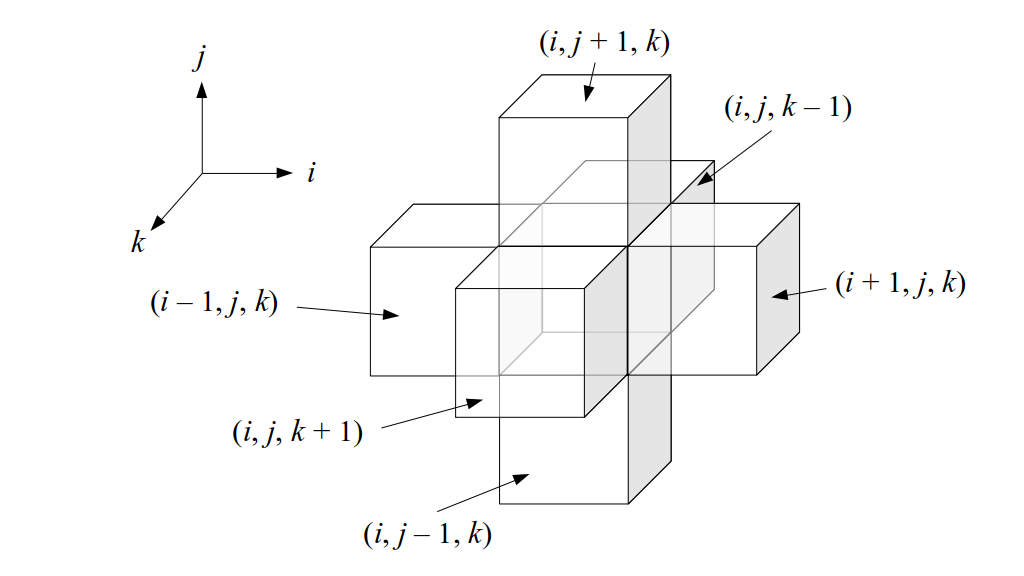 (i, j + 1, k)
j
(i, j, k – 1)
i
k
(i – 1, j, k)
(i + 1, j, k)
(i, j, k + 1)
(i, j – 1, k)